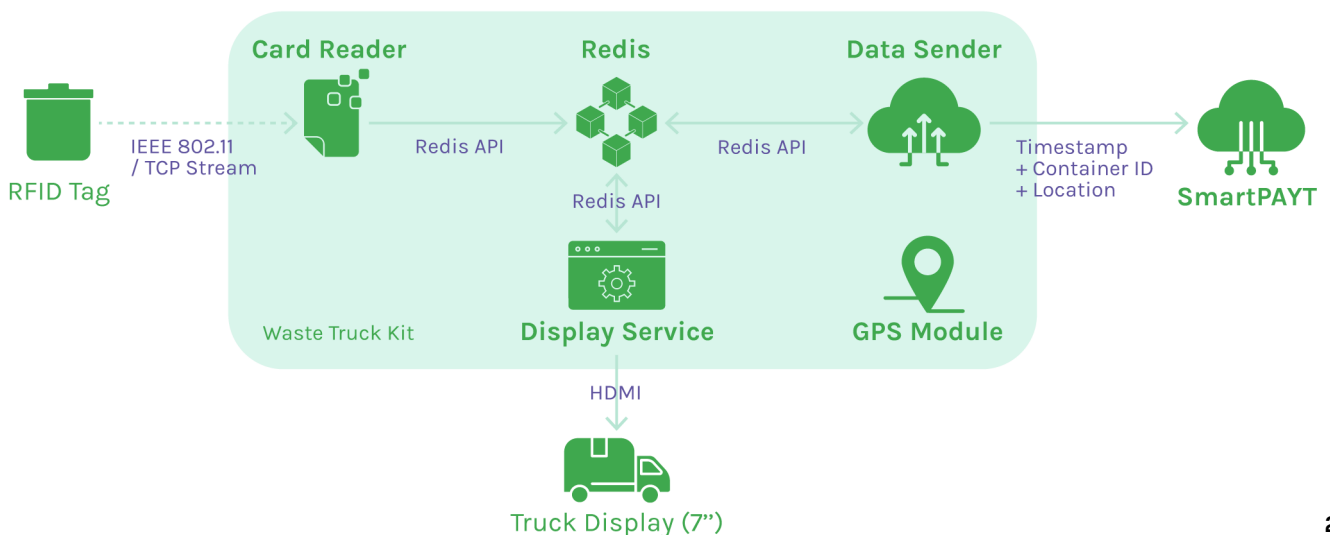 Card Reader
Redis
Data Sender
IEEE 802.11
/ TCP Stream
Redis API
Redis API
Timestamp
+ Container ID
+ Location
RFID Tag
SmartPAYT
Redis API
Waste Truck Kit
Display Service
GPS Module
HDMI
Truck Display (7”)